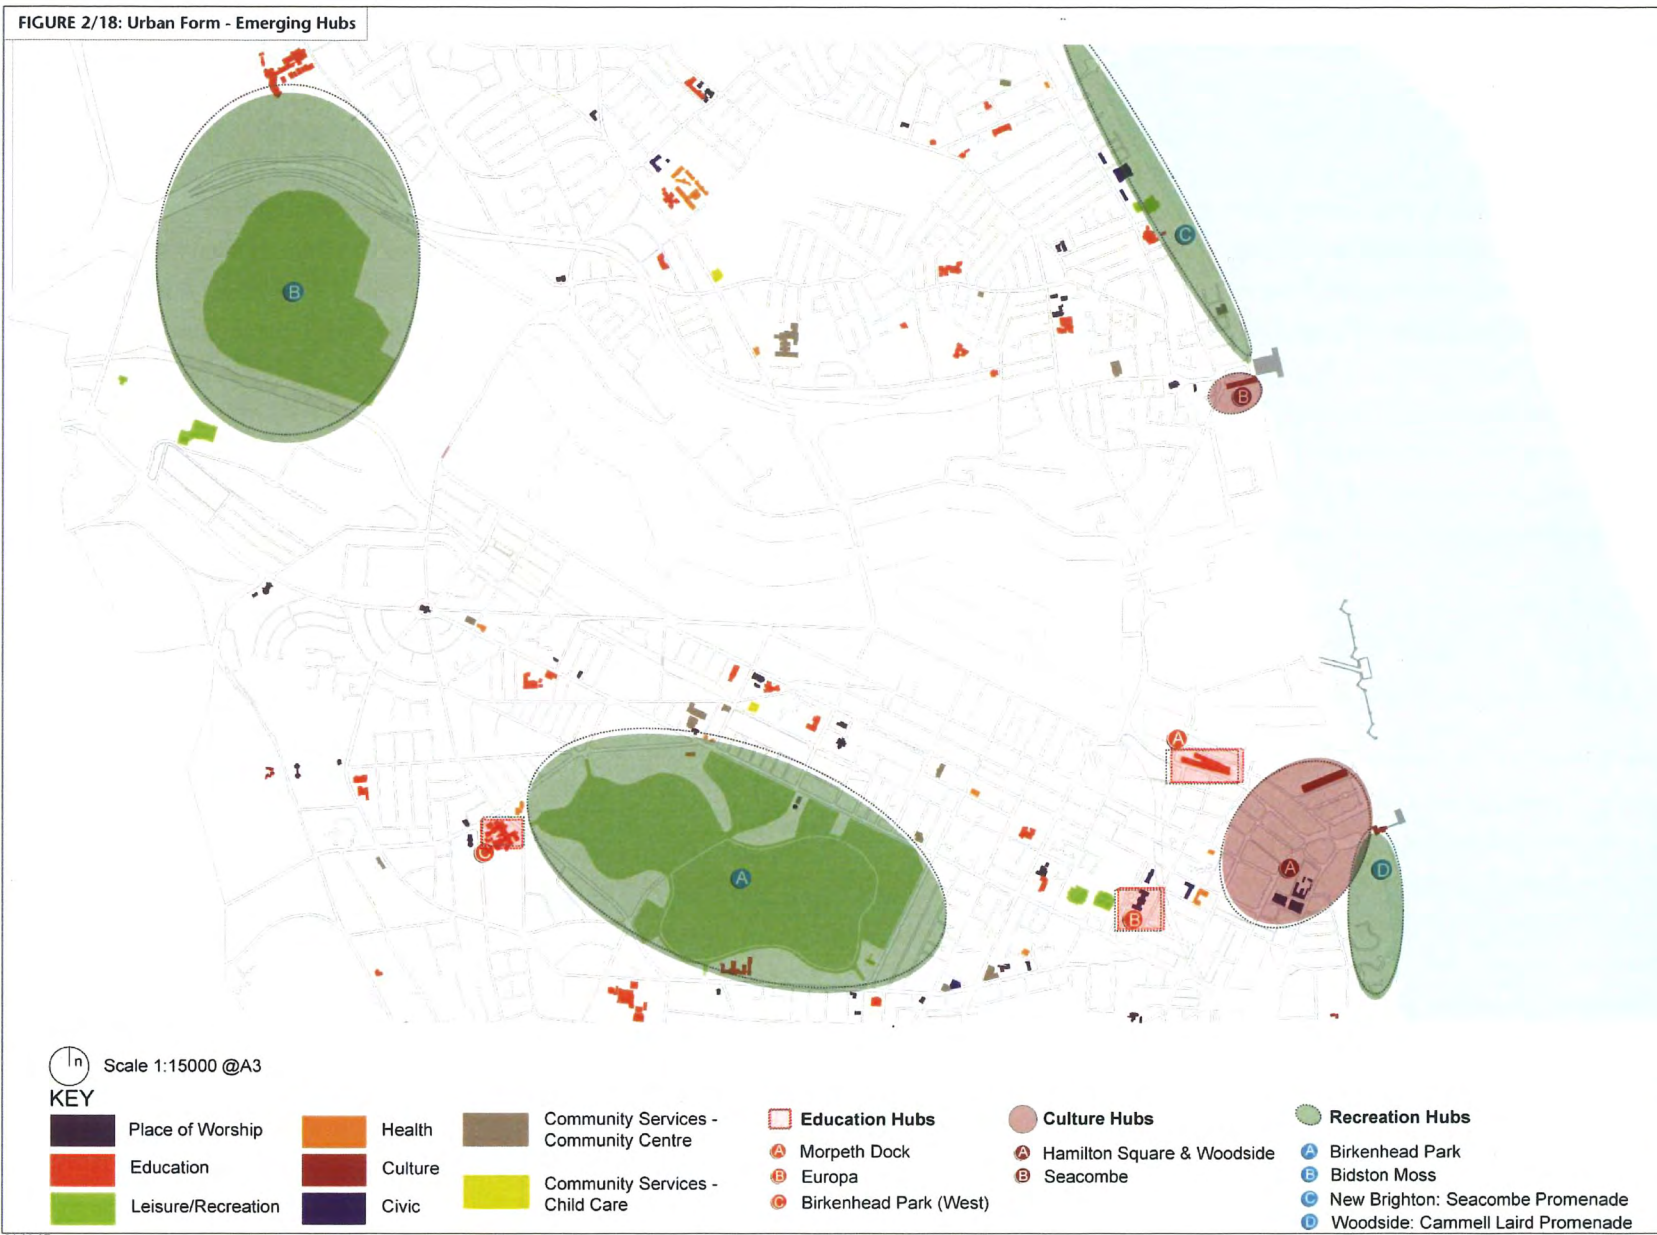 FIGURE 2/18: Urban Form - Emerging Hubs
B
C
B
A
C
A
B
A
D
n
Scale 1:15000 @A3
KEY
Place of Worship
Education
Leisure/Recreation
Health
Culture
Civic
Community Services -
Community Centre
Community Services -
Child Care
Education Hubs
A Morpeth Dock
B Europa
C Birkenhead Park (West)
Culture Hubs
A Hamilton Square & Woodside
B Seacombe
Recreation Hubs
A Birkenhead Park
B Bidston Moss
C New Brighton: Seacombe Promenade
D Woodside: Cammell Laird Promenade